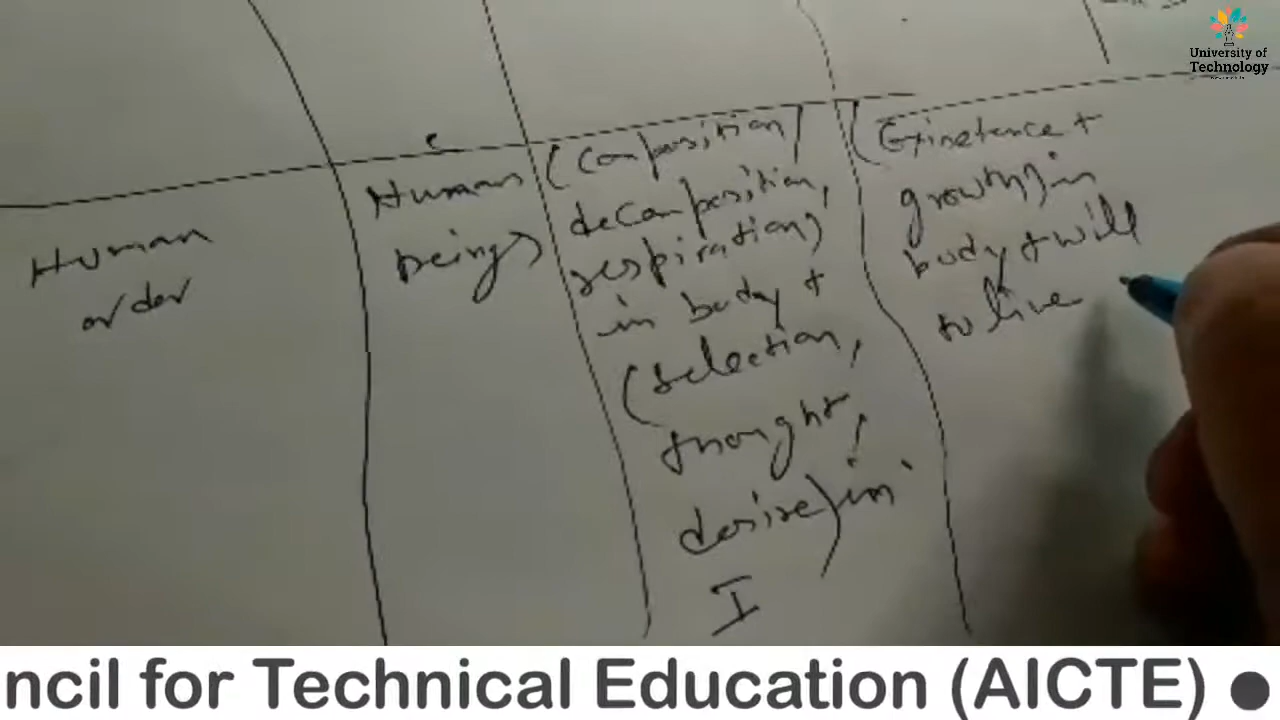 University of
Technology
Human
order
Human
beings
(Composition
decomposition,
respiration)
in body +
(selection,
thought,
desire) in
I
(Existence +
growth) in
body + will
to live
ncil for Technical Education (AICTE) ●